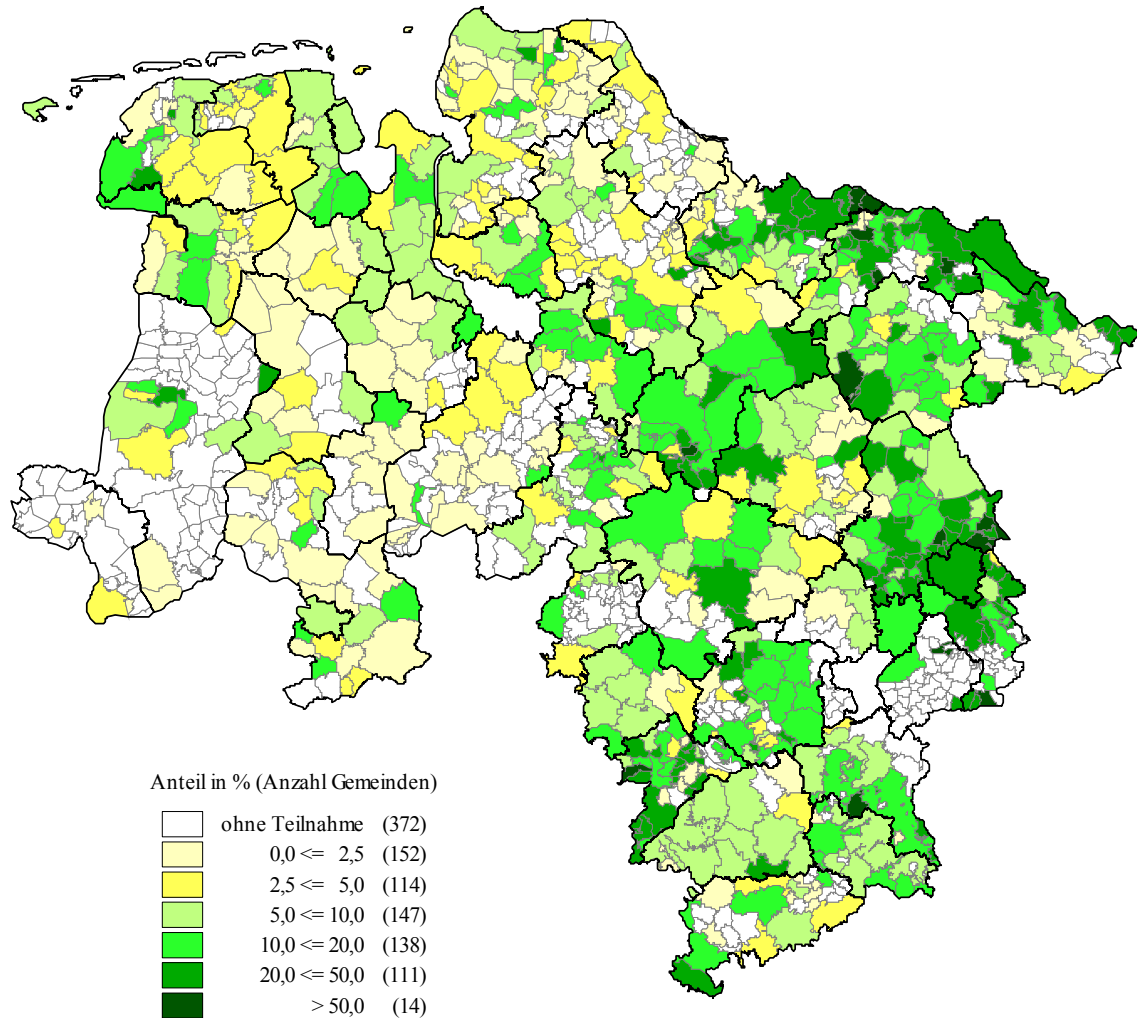 Anteil in % (Anzahl Gemeinden)
ohne Teilnahme (372)
0,0 <= 2,5 (152)
2,5 <= 5,0 (114)
5,0 <= 10,0 (147)
10,0 <= 20,0 (138)
20,0 <= 50,0 (111)
> 50,0 (14)